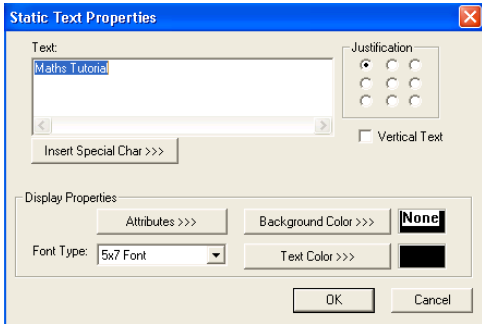 Static Text Properties
Text:
Justification
Maths Tutorial
Insert Special Char >>>
Vertical Text
Display Properties
Attributes >>>
Background Color >>>
None
Font Type:
5x7 Font
Text Color >>>
OK
Cancel